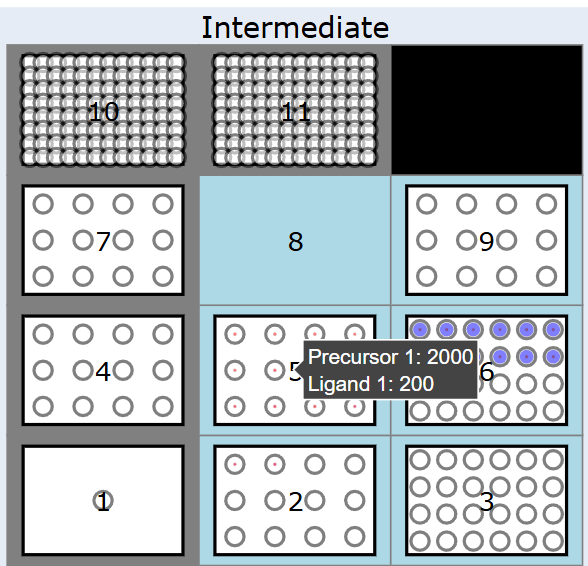 Intermediate
10 11
7 8 9
4 5 6
Precursor 1: 2000
Ligand 1: 200
1 2 3